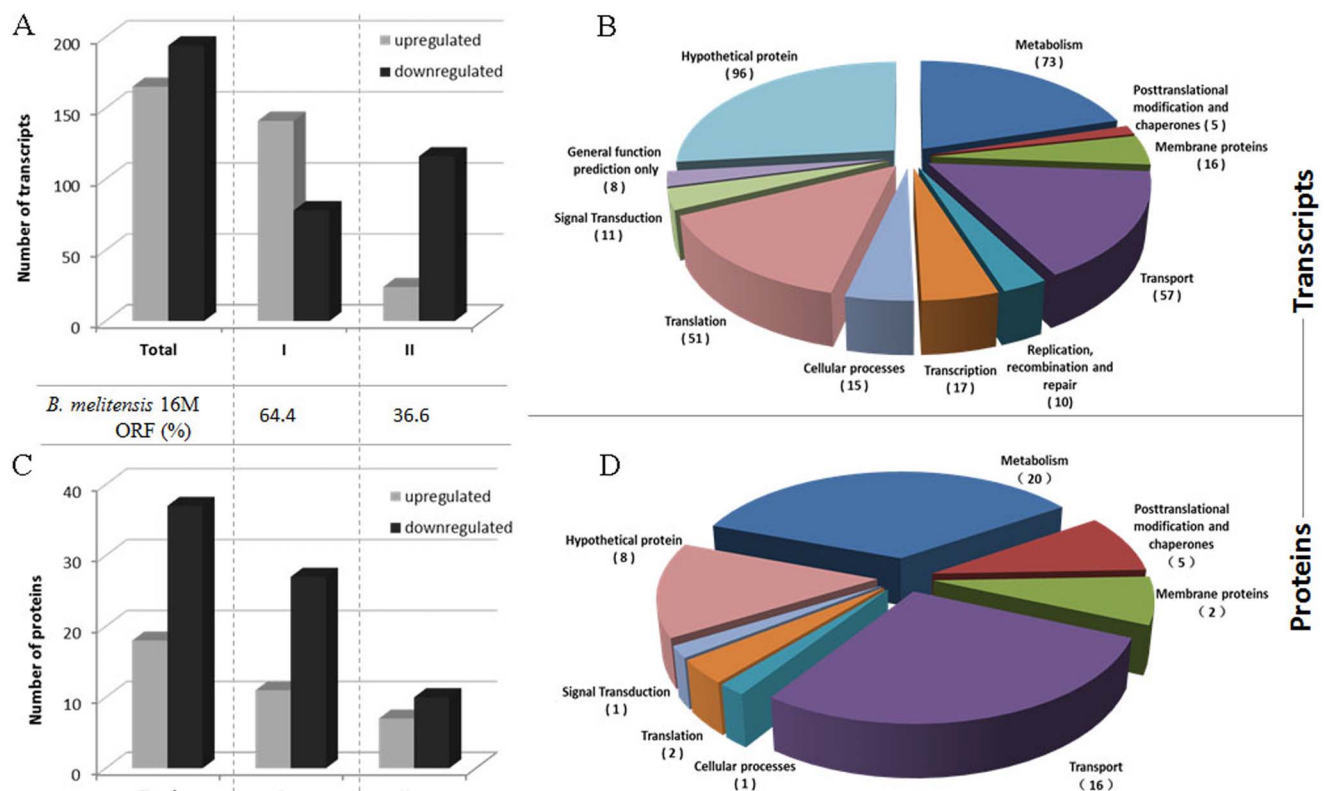 A
200
150
100
50
0
Number of transcripts
upregulated
downregulated
Total
I
II
B. melitensis 16M
ORF (%)
64.4
36.6
B
Hypothetical protein
( 96 )
Metabolism
( 73 )
Posttranslational
modification and
chaperones ( 5 )
Membrane proteins
( 16 )
General function
prediction only
( 8 )
Signal Transduction
( 11 )
Transport
( 57 )
Translation
( 51 )
Cellular processes
( 15 )
Transcription
( 17 )
Replication,
recombination and
repair
( 10 )
Transcripts
C
40
30
20
10
0
Number of proteins
upregulated
downregulated
D
Metabolism
( 20 )
Posttranslational
modification and
chaperones
( 5 )
Hypothetical protein
( 8 )
Membrane proteins
( 2 )
Signal Transduction
( 1 )
Translation
( 2 )
Cellular processes
( 1 )
Transport
( 16 )
Proteins